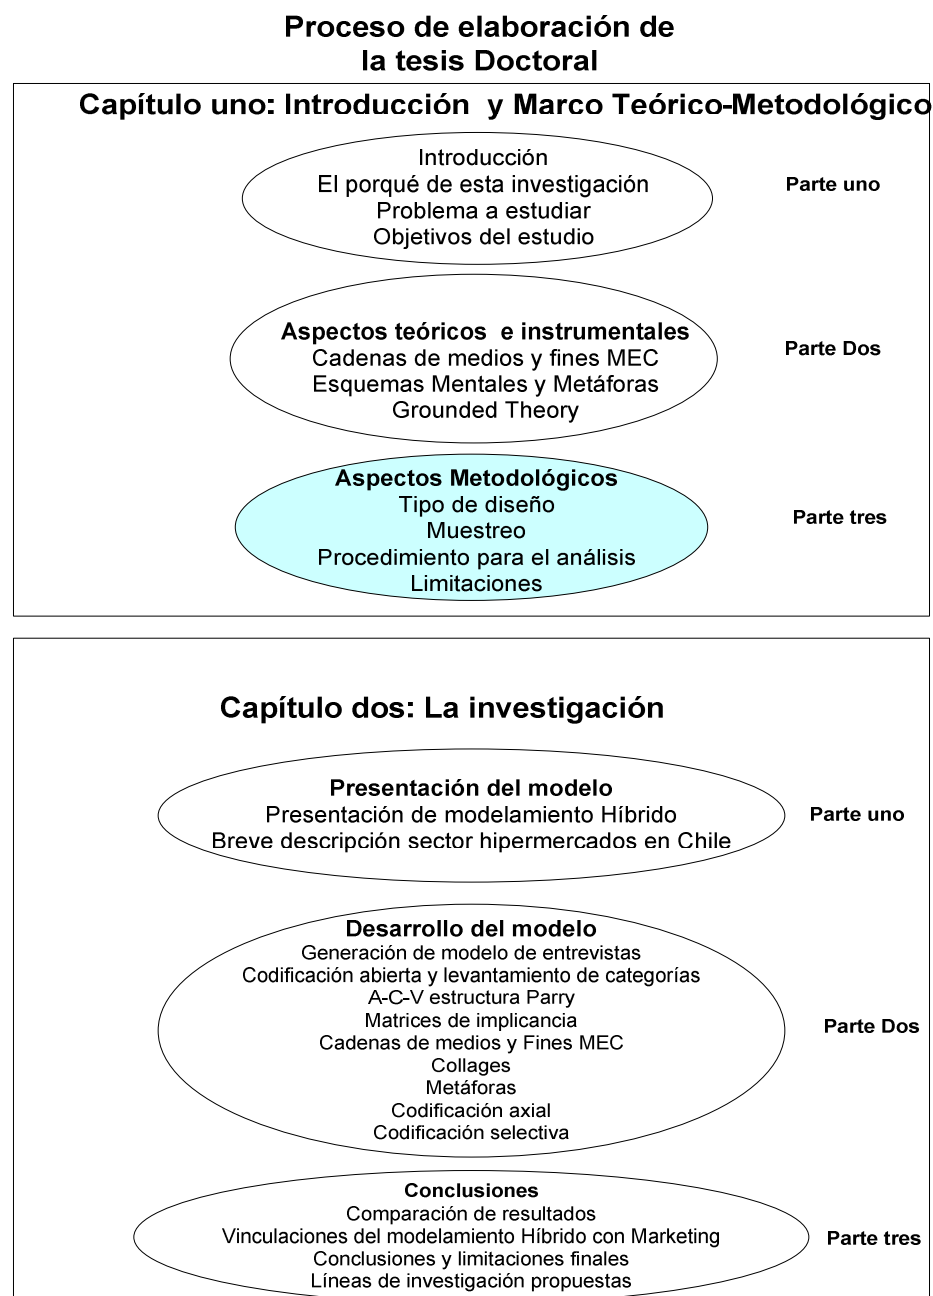 Proceso de elaboración de
la tesis Doctoral
Capítulo uno: Introducción y Marco Teórico-Metodológico
Introducción
El porqué de esta investigación
Problema a estudiar
Objetivos del estudio
Parte uno
Aspectos teóricos e instrumentales
Cadenas de medios y fines MEC
Esquemas Mentales y Metáforas
Grounded Theory
Parte Dos
Aspectos Metodológicos
Tipo de diseño
Muestreo
Procedimiento para el análisis
Limitaciones
Parte tres
Capítulo dos: La investigación
Presentación del modelo
Presentación de modelamiento Híbrido
Breve descripción sector hipermercados en Chile
Parte uno
Desarrollo del modelo
Generación de modelo de entrevistas
Codificación abierta y levantamiento de categorías
A-C-V estructura Parry
Matrices de implicancia
Cadenas de medios y Fines MEC
Collages
Metáforas
Codificación axial
Codificación selectiva
Parte Dos
Conclusiones
Comparación de resultados
Vinculaciones del modelamiento Híbrido con Marketing
Conclusiones y limitaciones finales
Líneas de investigación propuestas
Parte tres